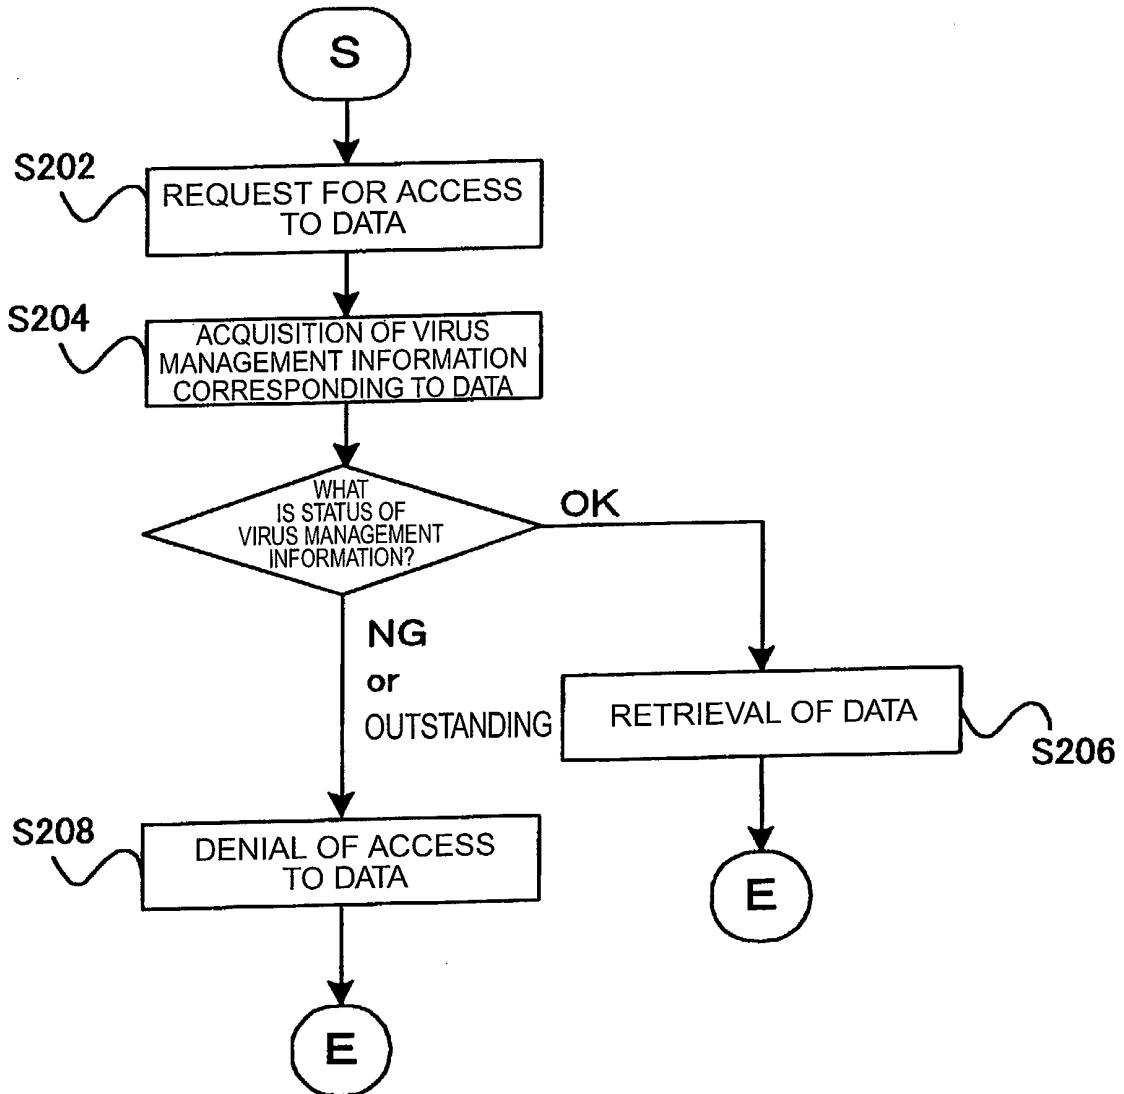 S
S202
REQUEST FOR ACCESS
TO DATA
S204
ACQUISITION OF VIRUS
MANAGEMENT INFORMATION
CORRESPONDING TO DATA
WHAT
IS STATUS OF
VIRUS MANAGEMENT
INFORMATION?
OK
NG
or
OUTSTANDING
RETRIEVAL OF DATA
S206
S208
DENIAL OF ACCESS
TO DATA
E
E